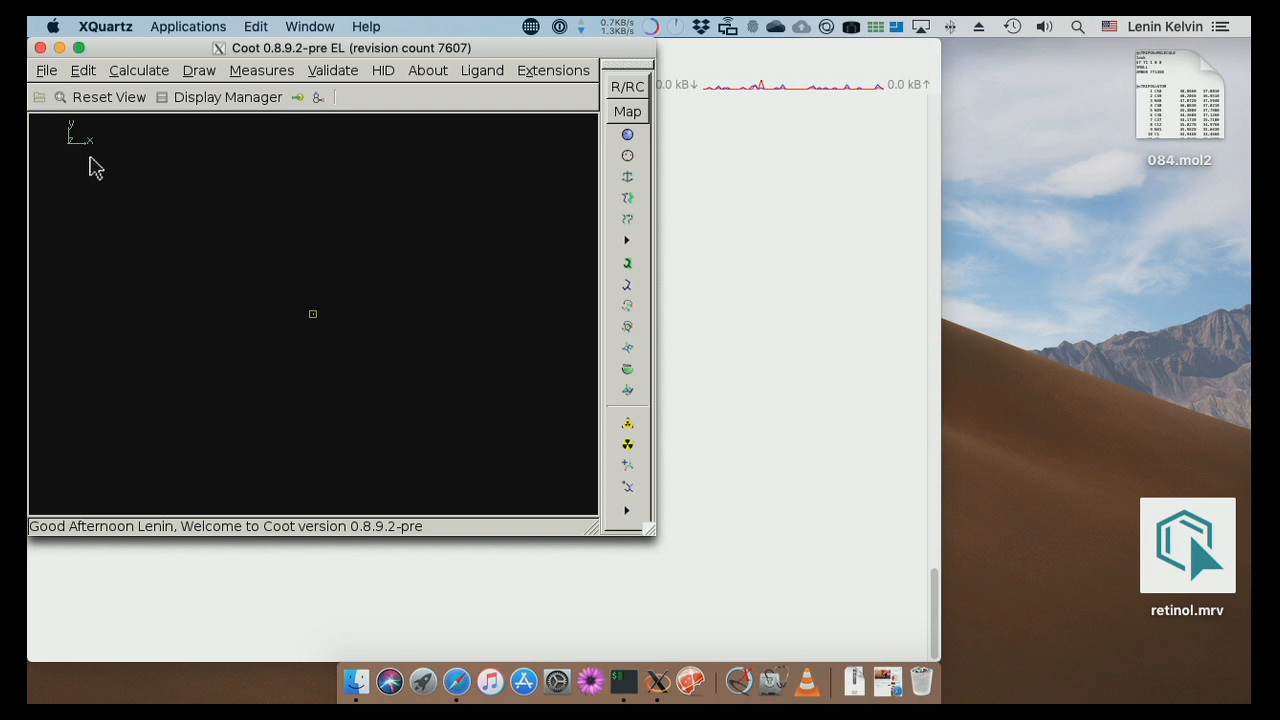 XQuartz Applications Edit Window Help
0.7KB/s
1.3KB/s
Lenin Kelvin
Coot 0.8.9.2-pre EL (revision count 7607)
File Edit Calculate Draw Measures Validate HID About Ligand Extensions
Reset View Display Manager
R/RC
Map
0.0 kB↓
0.0 kB↑
y
x
z
084.mol2
retinol.mrv
Good Afternoon Lenin, Welcome to Coot version 0.8.9.2-pre